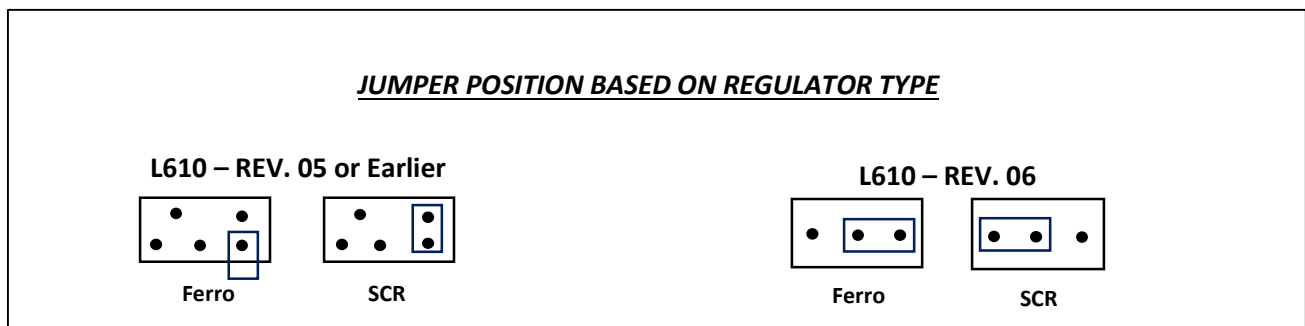 JUMPER POSITION BASED ON REGULATOR TYPE
L610 – REV. 05 or Earlier
L610 – REV. 06
Ferro
SCR
Ferro
SCR